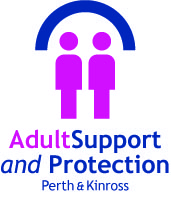 AdultSupport
and Protection
Perth & Kinross